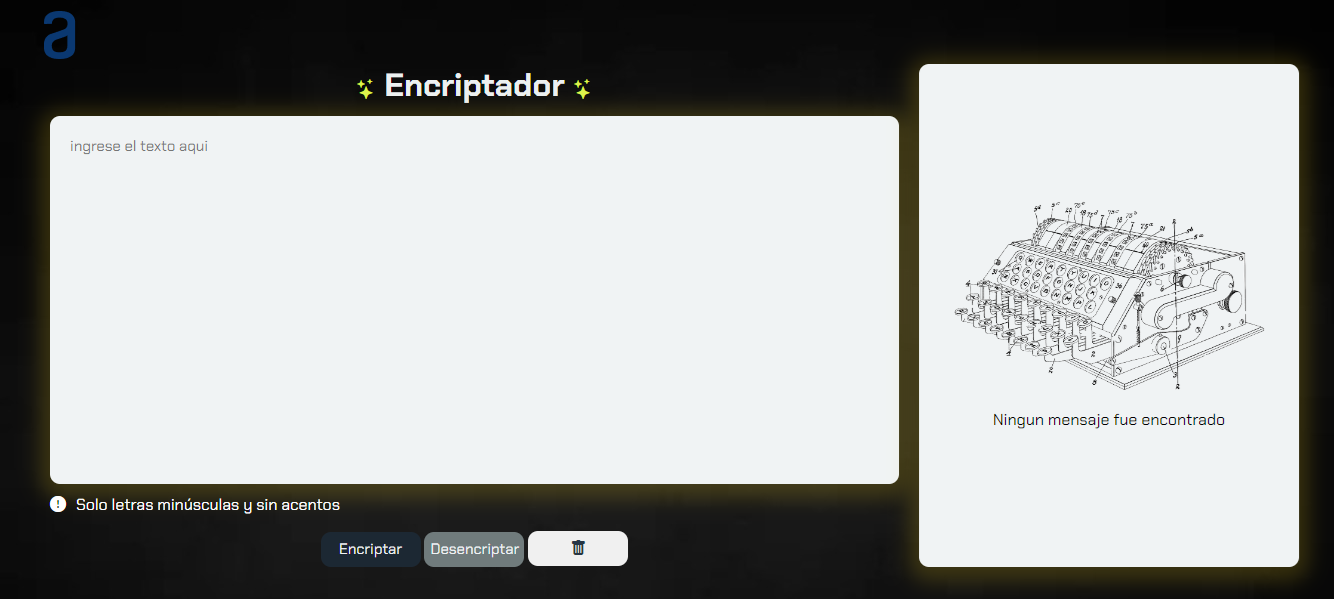 a
Encriptador
ingrese el texto aqui
Ningun mensaje fue encontrado
Solo letras minúsculas y sin acentos
Encriptar
Desencriptar